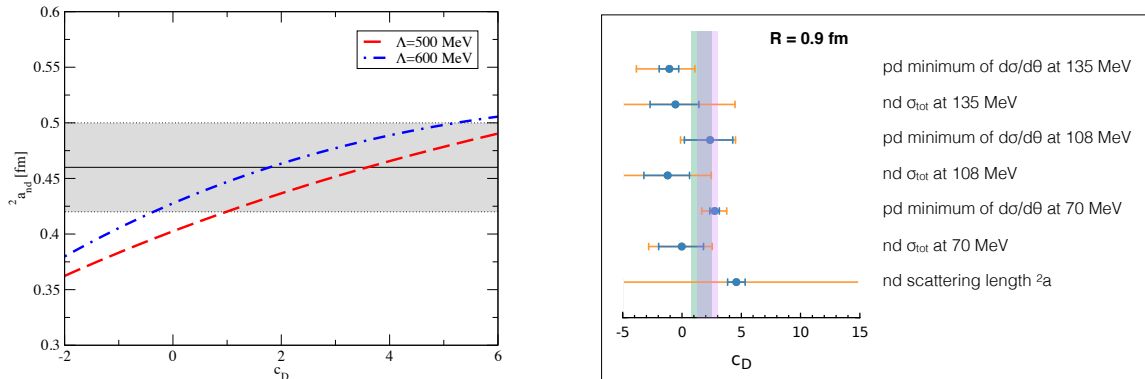 Λ=500 MeV
Λ=600 MeV
0.6
0.55
0.5
0.45
0.4
0.35
0.3
²a_nd [fm]
-2
0
2
4
6
c_D
R = 0.9 fm
pd minimum of dσ/dθ at 135 MeV
nd σ_tot at 135 MeV
pd minimum of dσ/dθ at 108 MeV
nd σ_tot at 108 MeV
pd minimum of dσ/dθ at 70 MeV
nd σ_tot at 70 MeV
nd scattering length ²a
-5
0
5
10
15
c_D